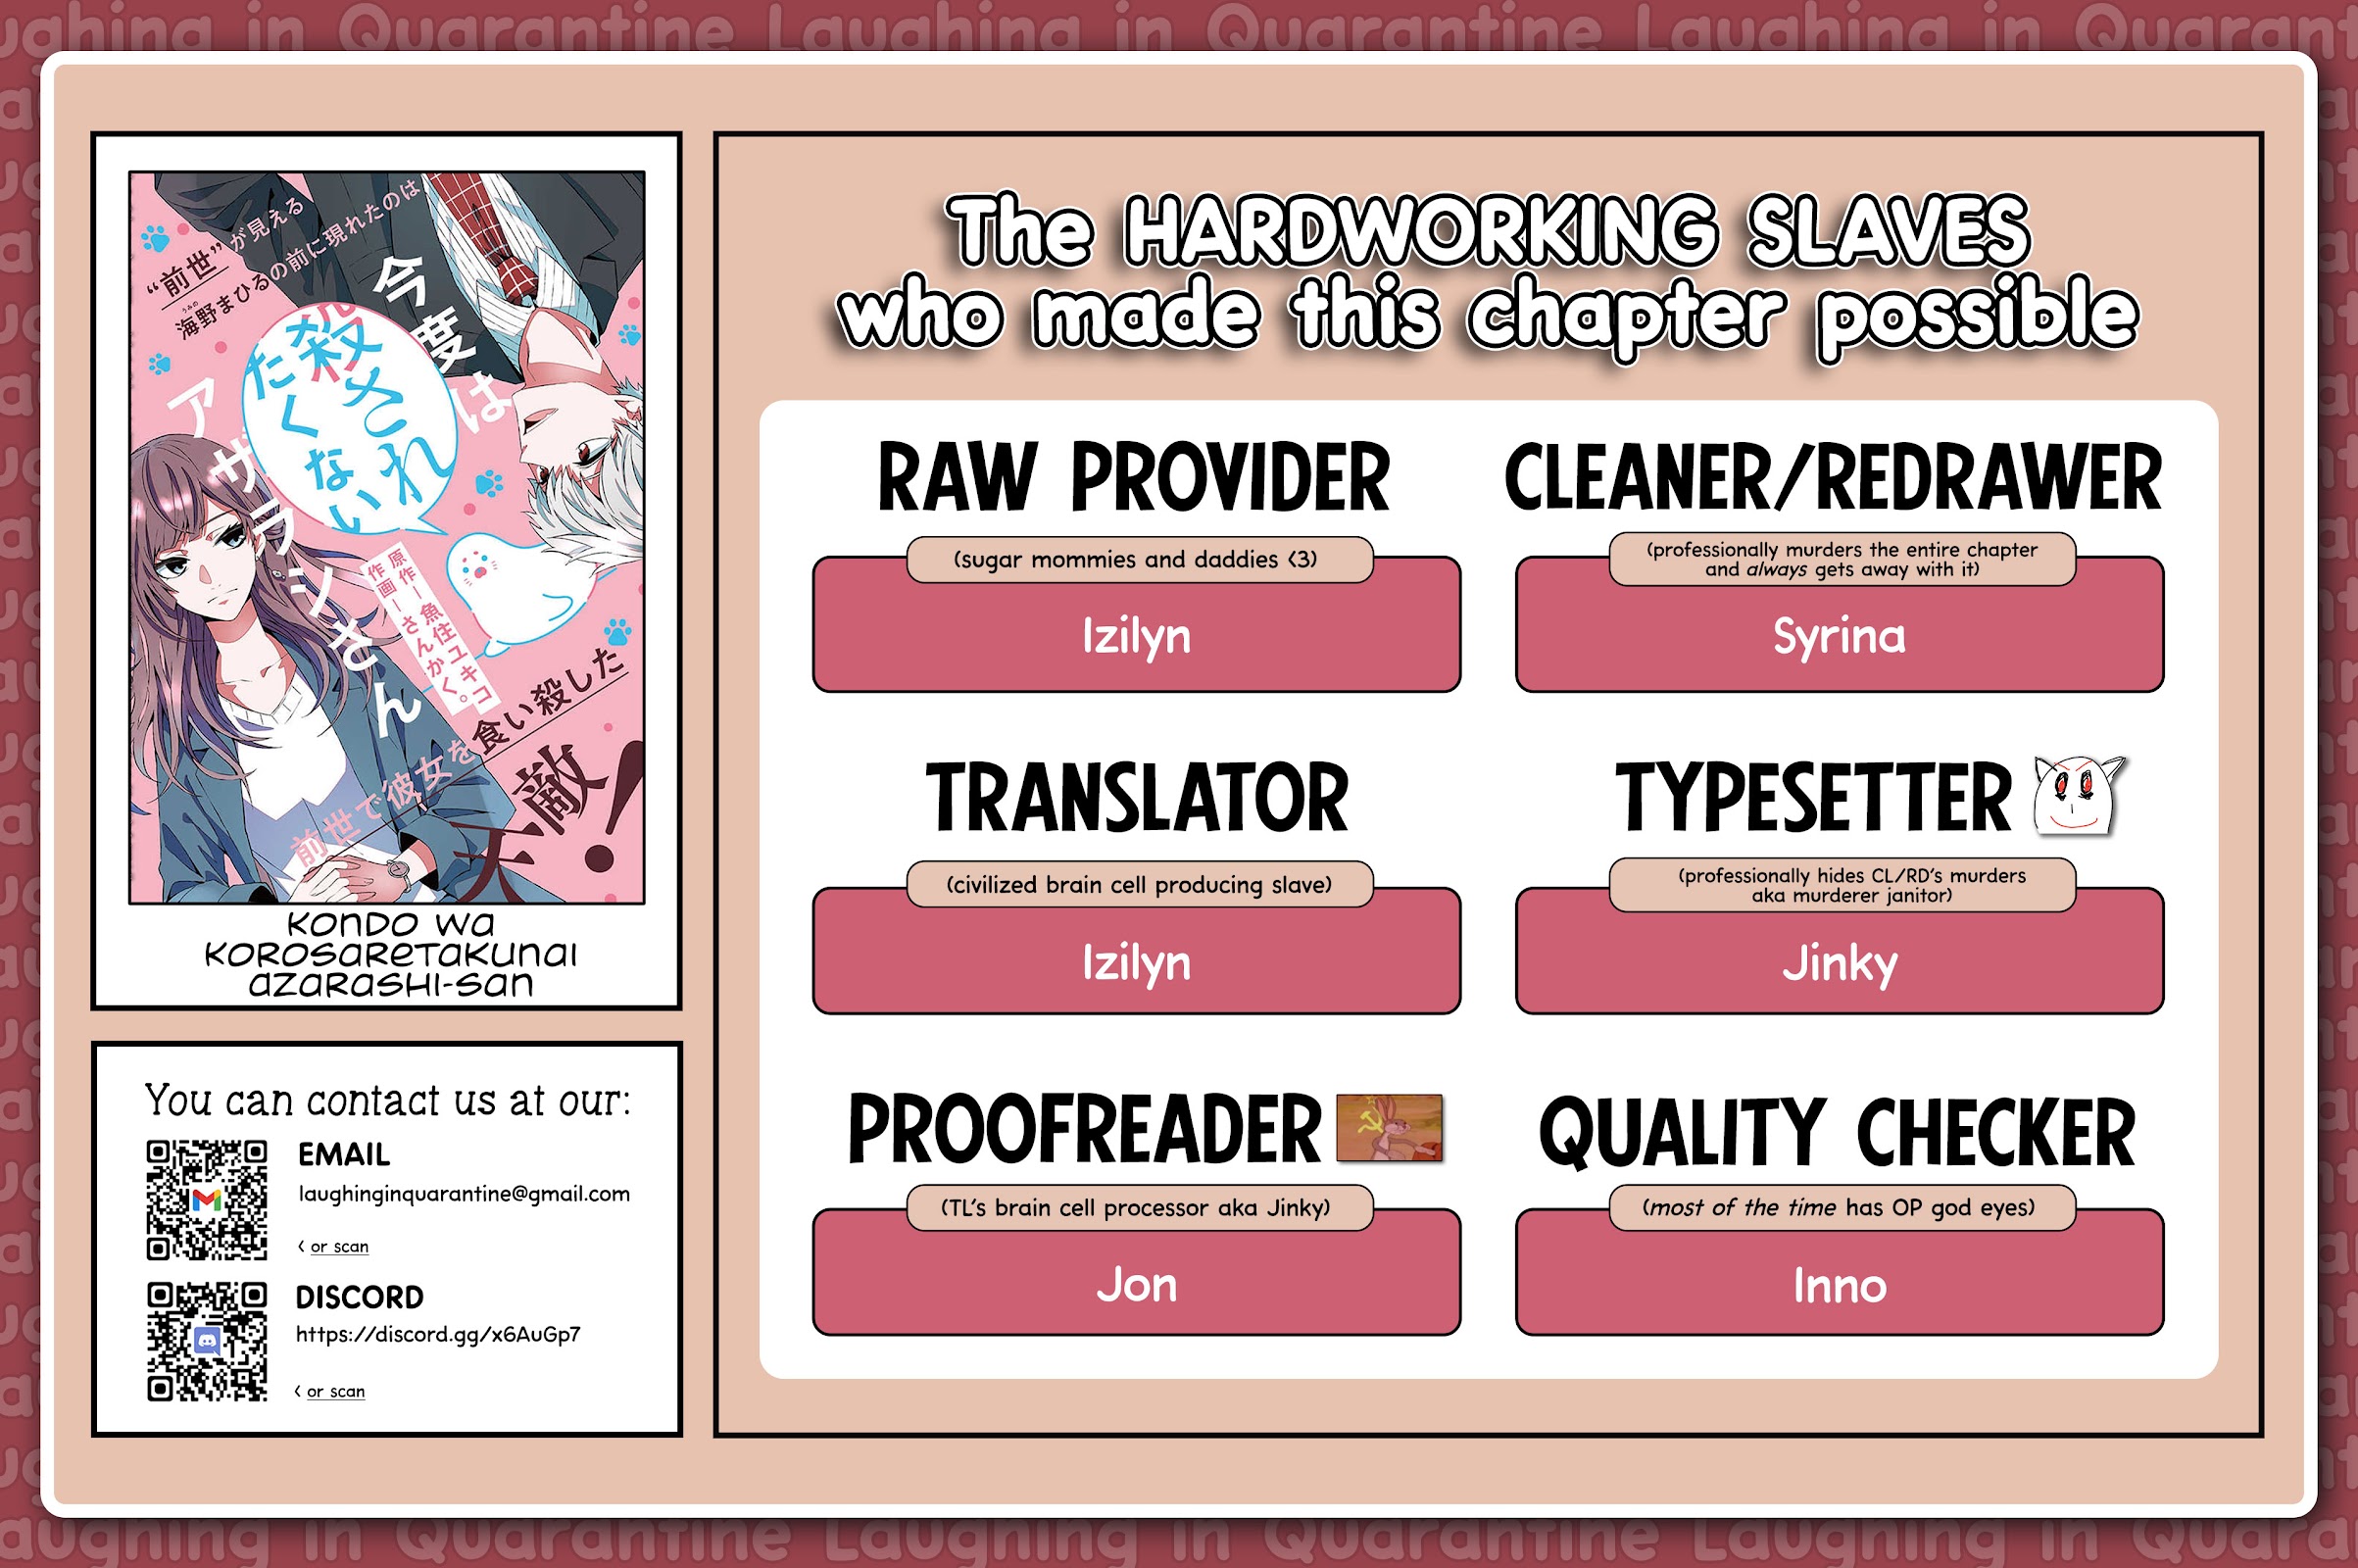 Laughing in Quarantine Laughing in Quarantine
“前世”が見える
海野まひるの前に現れたのは
うみの
今度は
殺され
たくない
アザラシさん
原作ー魚住ユキコ
作画ーさんかく。
前世で彼女を食い殺した
天敵！
KONDO WA
KOROSARETAKUNAI
AZARASHI-SAN
You can contact us at our:
EMAIL
laughinginquarantine@gmail.com
< or scan
DISCORD
https://discord.gg/x6AuGp7
< or scan
The HARDWORKING SLAVES
who made this chapter possible
RAW PROVIDER
(sugar mommies and daddies <3)
Izilyn
CLEANER/REDRAWER
(professionally murders the entire chapter
and always gets away with it)
Syrina
TRANSLATOR
(civilized brain cell producing slave)
Izilyn
TYPESETTER
(professionally hides CL/RD's murders
aka murderer janitor)
Jinky
PROOFREADER
(TL's brain cell processor aka Jinky)
Jon
QUALITY CHECKER
(most of the time has OP god eyes)
Inno
Laughing in Quarantine Laughing in Quarantine